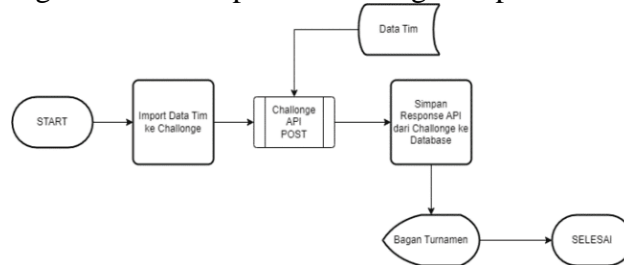 Data Tim
START
Import Data Tim
ke Challonge
Challonge
API
POST
Simpan
Response API
dari Challonge ke
Database
Bagan Turnamen
SELESAI